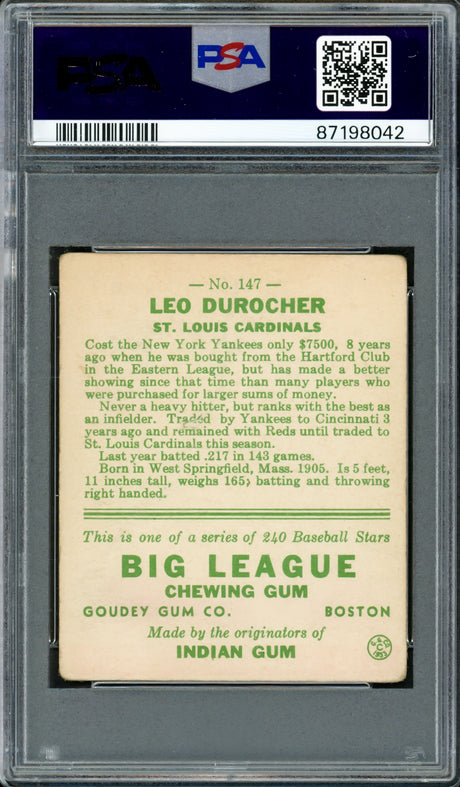 PSA
PSA
87198042
— No. 147 —
LEO DUROCHER
ST. LOUIS CARDINALS
Cost the New York Yankees only $7500, 8 years
ago when he was bought from the Hartford Club
in the Eastern League, but has made a better
showing since that time than many players who
were purchased for larger sums of money.
Never a heavy hitter, but ranks with the best as
an infielder. Traded by Yankees to Cincinnati 3
years ago and remained with Reds until traded to
St. Louis Cardinals this season.
Last year batted .217 in 143 games.
Born in West Springfield, Mass. 1905. Is 5 feet,
11 inches tall, weighs 165; batting and throwing
right handed.
This is one of a series of 240 Baseball Stars
BIG LEAGUE
CHEWING GUM
GOUDEY GUM CO. BOSTON
Made by the originators of
INDIAN GUM